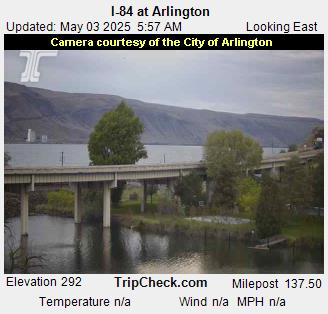 I-84 at Arlington
Updated: May 03 2025 5:57 AM Looking East
Camera courtesy of the City of Arlington
Elevation 292 TripCheck.com Milepost 137.50
Temperature n/a Wind n/a MPH n/a